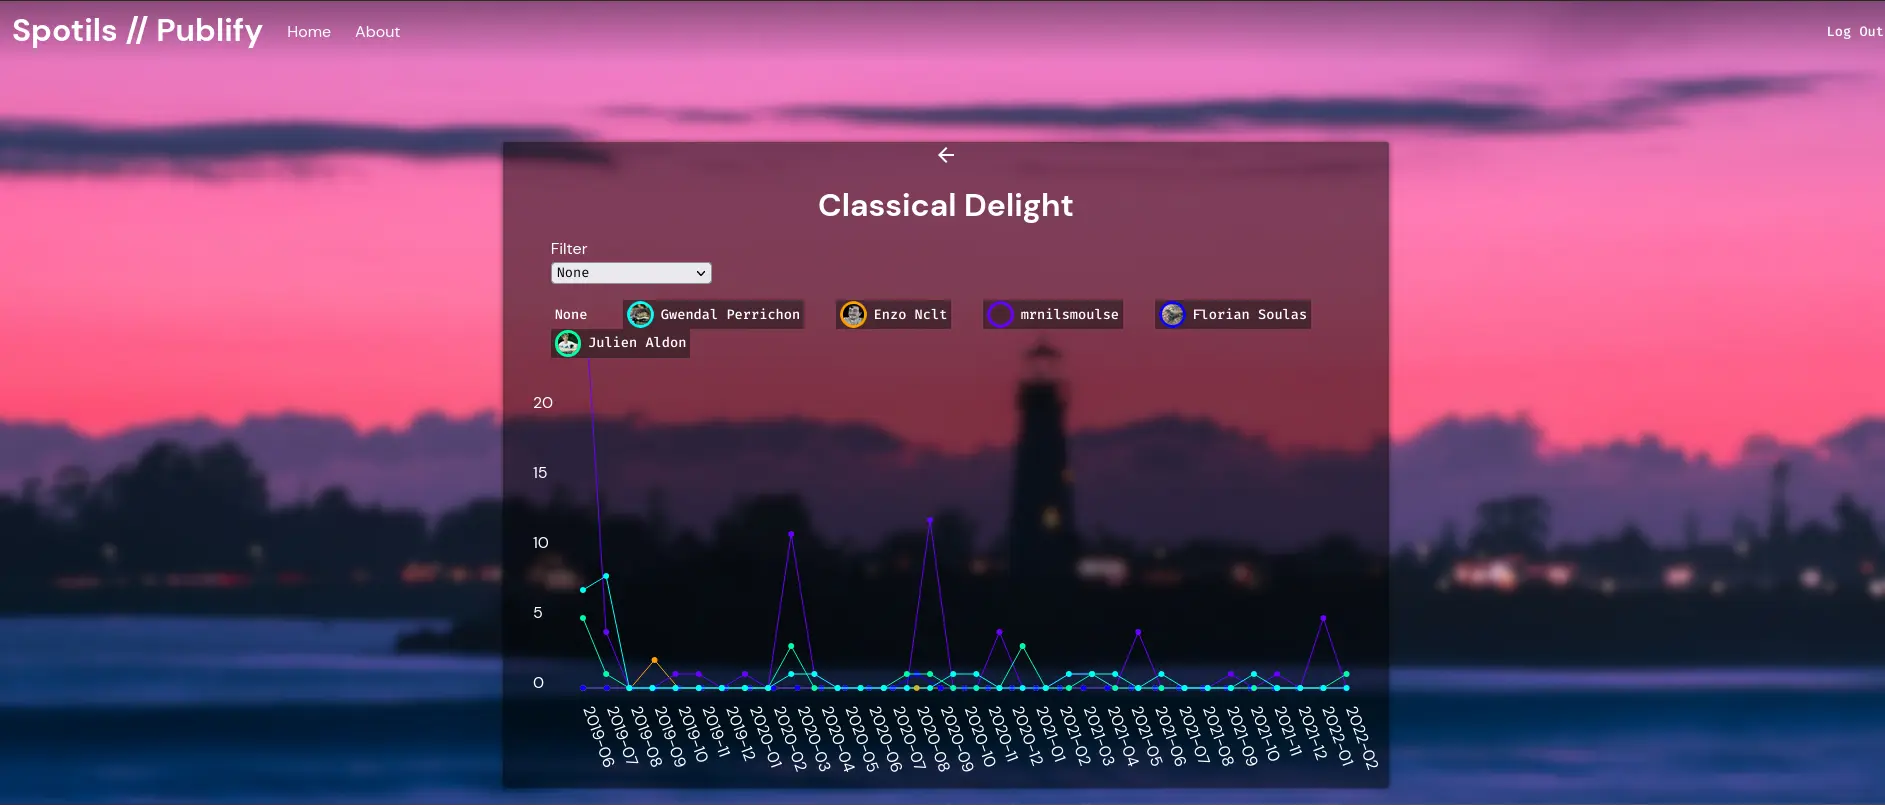 Spotils // Publify Home About Log Out
Classical Delight
Filter
None
None Gwendal Perrichon Enzo Nclt mrnilsmoulse Florian Soulas
Julien Aldon
20
15
10
5
0
2019-06 2019-07 2019-08 2019-09 2019-10 2019-11 2019-12 2020-01 2020-02 2020-03 2020-04 2020-05 2020-06 2020-07 2020-08 2020-09 2020-10 2020-11 2020-12 2021-01 2021-02 2021-03 2021-04 2021-05 2021-06 2021-07 2021-08 2021-09 2021-10 2021-11 2021-12 2022-01 2022-02